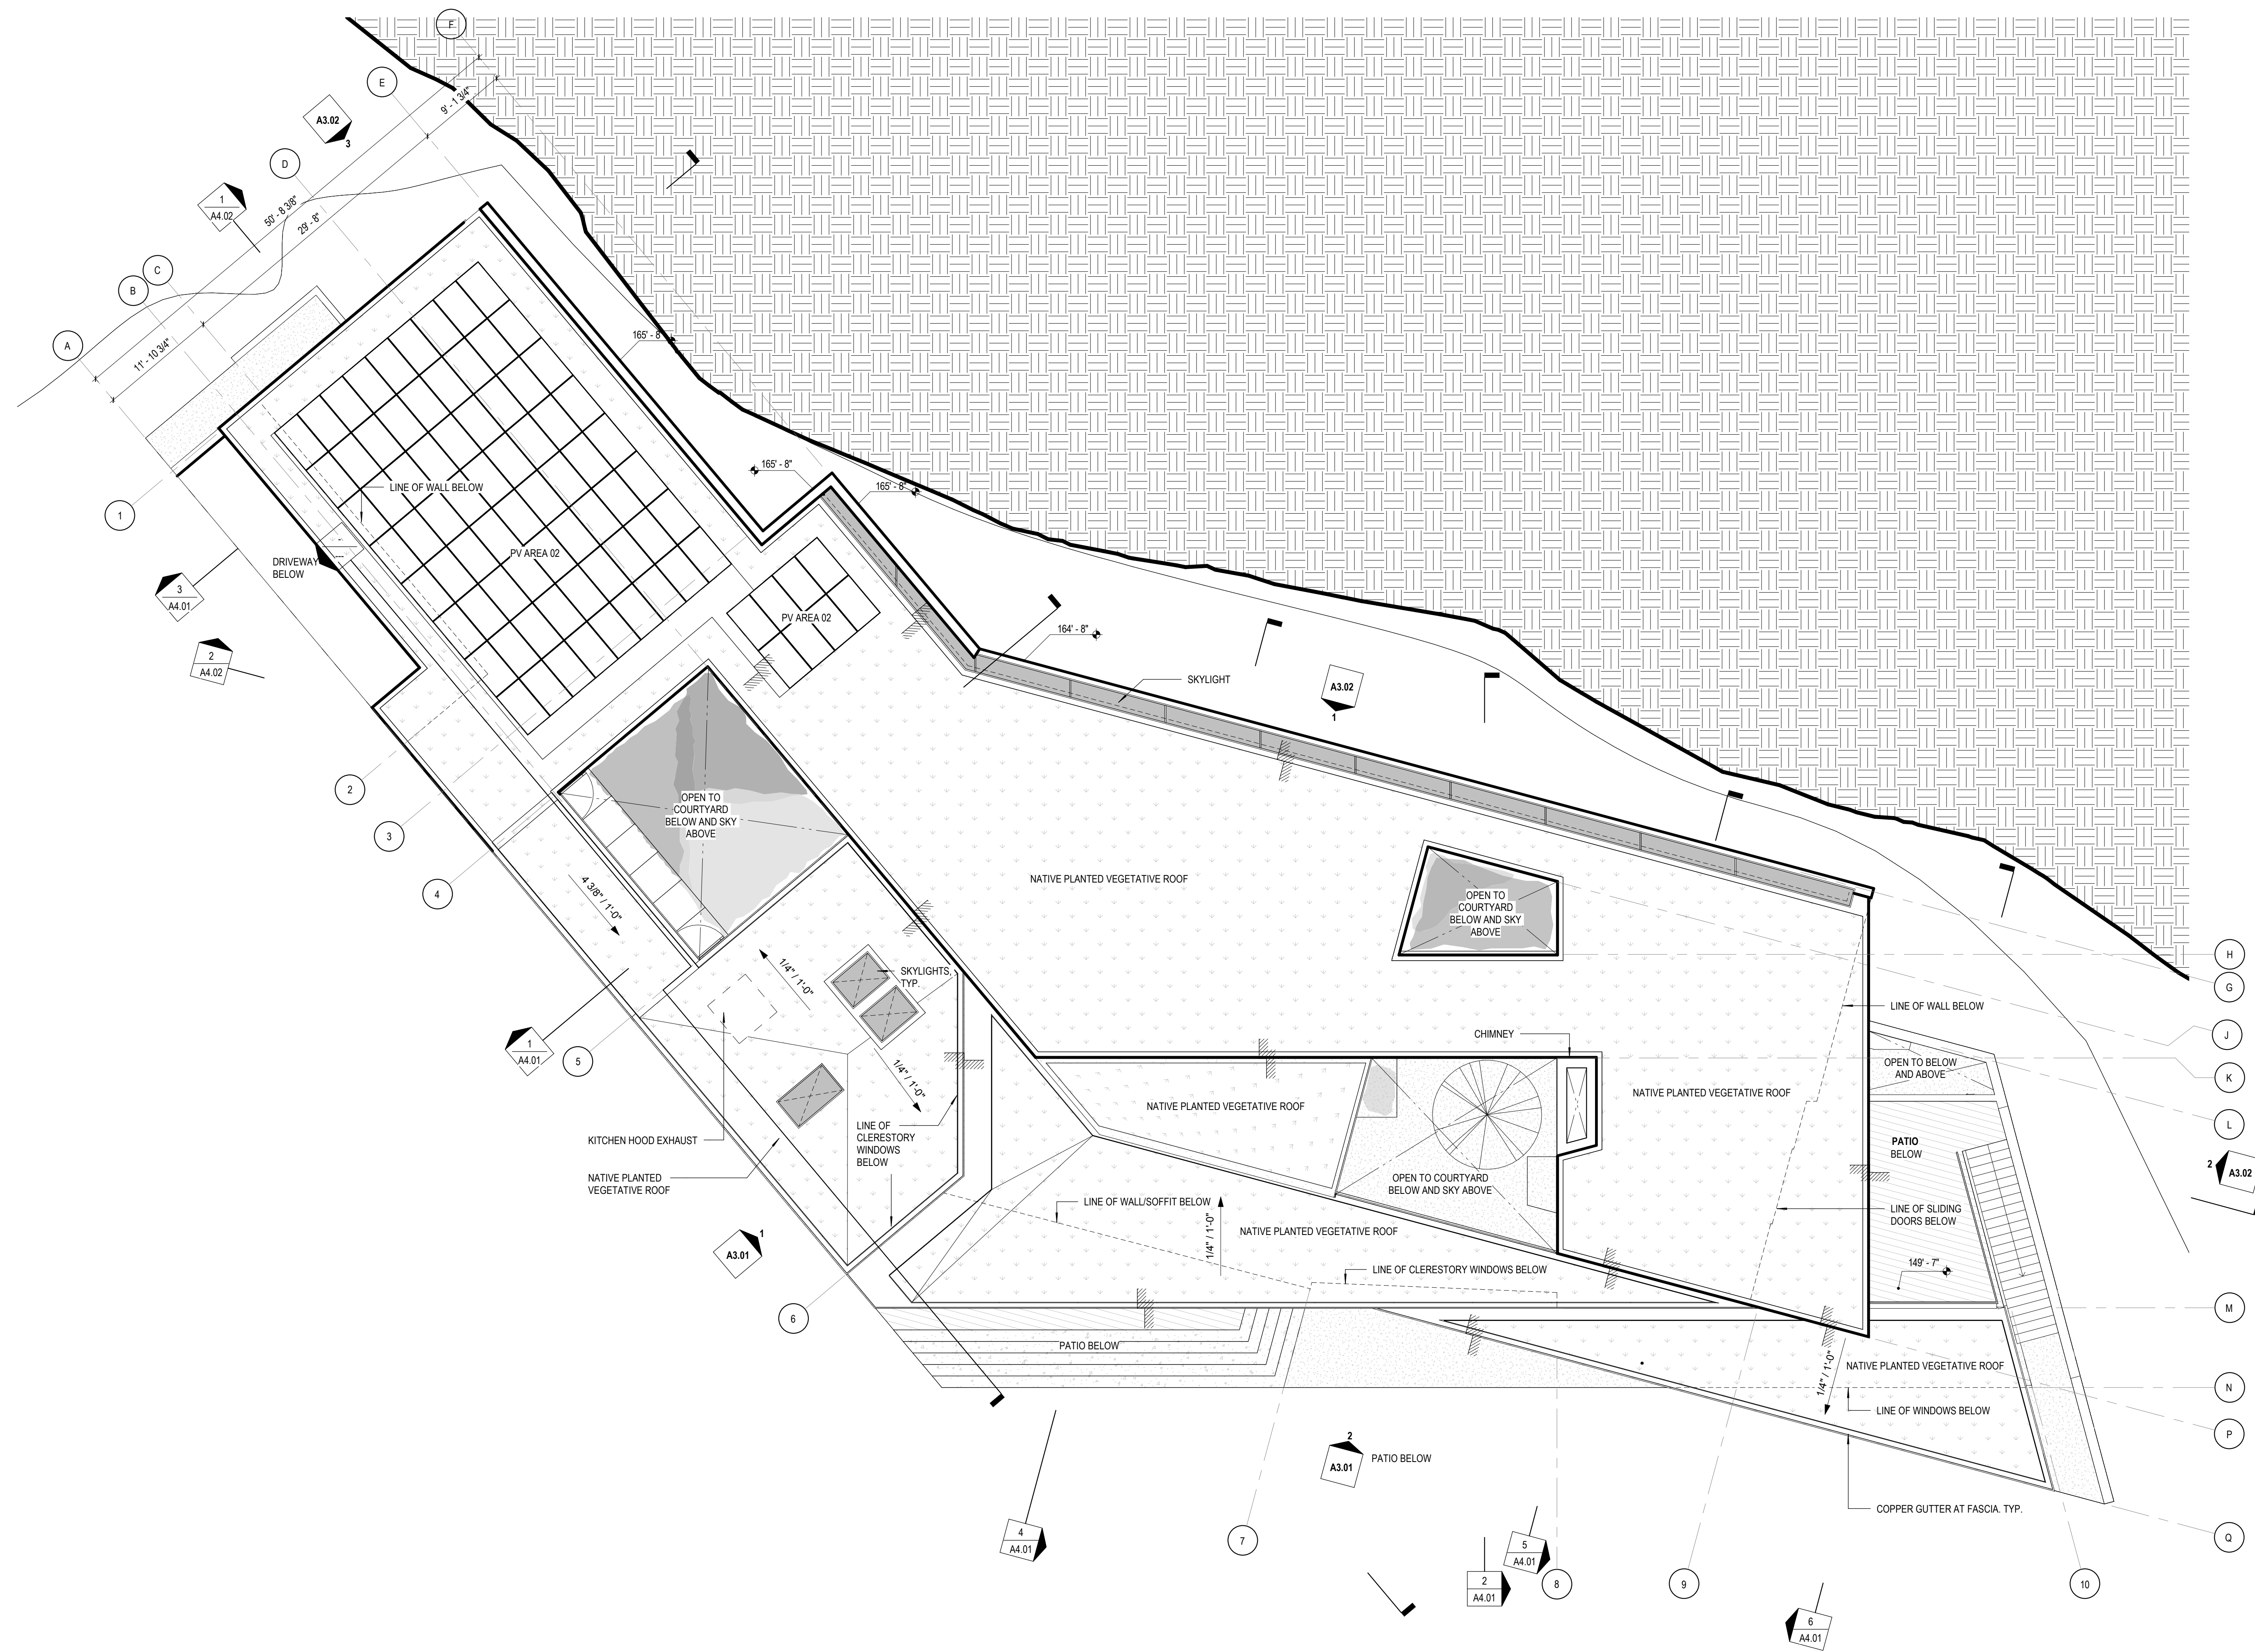 F
E
9' - 1 3/4"
A3.02
3
D
1
A4.02
50' - 8 3/8"
29' - 8"
C
B
A
11' - 10 3/4"
165' - 8"
165' - 8"
165' - 8"
LINE OF WALL BELOW
1
PV AREA 02
DRIVEWAY
BELOW
3
A4.01
PV AREA 02
164' - 8"
2
A4.02
SKYLIGHT
A3.02
1
2
OPEN TO
COURTYARD
BELOW AND SKY
ABOVE
3
4
4 3/8" / 1'-0"
NATIVE PLANTED VEGETATIVE ROOF
OPEN TO
COURTYARD
BELOW AND SKY
ABOVE
H
1/4" / 1'-0"
SKYLIGHTS,
TYP.
G
LINE OF WALL BELOW
J
CHIMNEY
1
A4.01
5
1/4" / 1'-0"
OPEN TO BELOW
AND ABOVE
K
NATIVE PLANTED VEGETATIVE ROOF
NATIVE PLANTED VEGETATIVE ROOF
L
LINE OF
CLERESTORY
WINDOWS
BELOW
KITCHEN HOOD EXHAUST
PATIO
BELOW
2
A3.02
NATIVE PLANTED
VEGETATIVE ROOF
OPEN TO COURTYARD
BELOW AND SKY ABOVE
LINE OF WALL/SOFFIT BELOW
1/4" / 1'-0"
NATIVE PLANTED VEGETATIVE ROOF
LINE OF SLIDING
DOORS BELOW
A3.01
1
LINE OF CLERESTORY WINDOWS BELOW
149' - 7"
6
M
PATIO BELOW
1/4" / 1'-0"
NATIVE PLANTED VEGETATIVE ROOF
N
LINE OF WINDOWS BELOW
P
2
A3.01
PATIO BELOW
COPPER GUTTER AT FASCIA. TYP.
4
A4.01
7
5
A4.01
Q
2
A4.01
8
9
10
6
A4.01